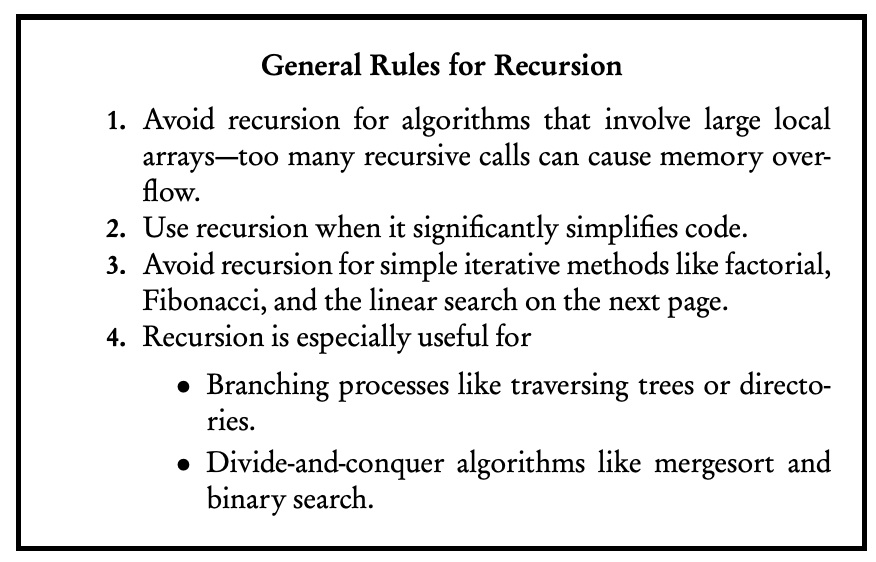 General Rules for Recursion
1. Avoid recursion for algorithms that involve large local
arrays—too many recursive calls can cause memory over-
flow.
2. Use recursion when it significantly simplifies code.
3. Avoid recursion for simple iterative methods like factorial,
Fibonacci, and the linear search on the next page.
4. Recursion is especially useful for
• Branching processes like traversing trees or directo-
ries.
• Divide-and-conquer algorithms like mergesort and
binary search.